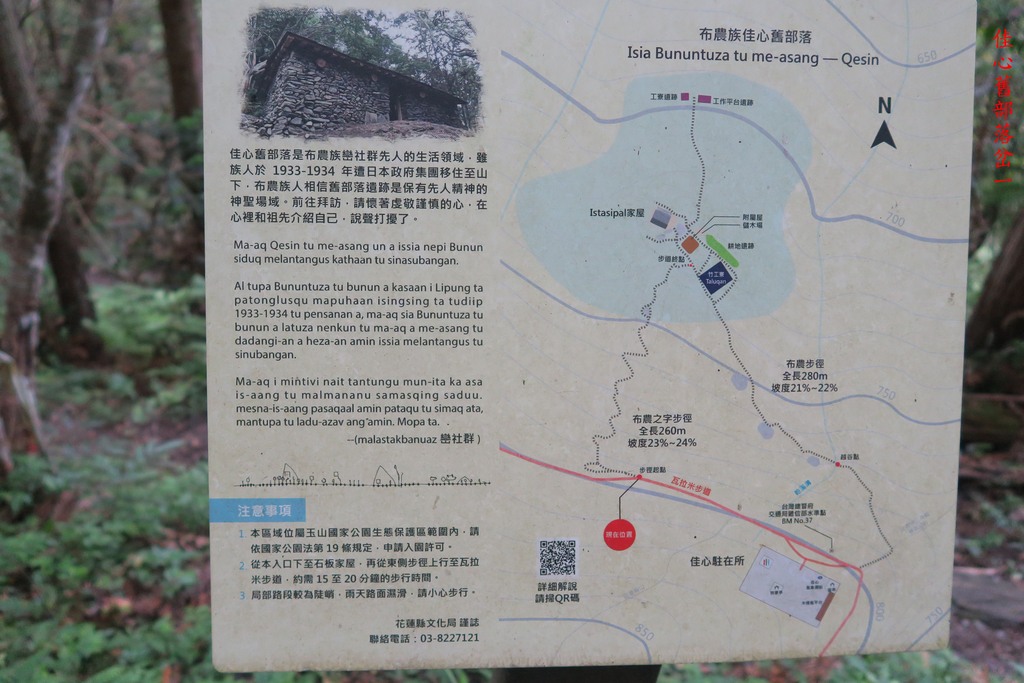 佳心舊部落是布農族巒社群先人的生活領域，雖
族人於 1933-1934 年遭日本政府集團移住至山
下，布農族人相信舊部落遺跡是保有先人精神的
神聖場域。前往拜訪，請懷著虔敬謹慎的心，在
心裡和祖先介紹自己，說聲打擾了。
Ma-aq Qesin tu me-asang un a issia nepi Bunun
siduq melantangus kathaan tu sinasubangan.
Al tupa Bununtuza tu bunun a kasaan i Lipung ta
patonglusqu mapuhaan isingsing ta tudiip
1933-1934 tu pensanan a, ma-aq sia Bununtuza tu
bunun a latuza nenkun tu ma-aq a me-asang tu
dadangi-an a heza-an amin issia melantangus tu
sinubangan.
Ma-aq i mintivi nait tantungu mun-ita ka asa
is-aang tu malmananu samasqing saduu.
mesna-is-aang pasaqaal amin pataqu tu simaq ata,
mantupa tu ladu-azav ang'amin. Mopa ta.
--(malastakbanuaz 巒社群)
注意事項
1 本區域位屬玉山國家公園生態保護區範圍內，請
依國家公園法第 19 條規定，申請入園許可。
2 從本入口下至石板家屋，再從東側步徑上行至瓦拉
米步道，約需 15 至 20 分鐘的步行時間。
3 局部路段較為陡峭，雨天路面濕滑，請小心步行。
花蓮縣文化局 謹誌
聯絡電話：03-8227121
布農族佳心舊部落
Isia Bununtuza tu me-asang — Qesin
N
650
工寮遺跡
工作平台遺跡
700
Istasipal家屋
附屬屋
儲木場
耕地遺跡
步道終點
竹工寮
Taluqan
布農步徑
全長280m
坡度21%~22%
750
布農之字步徑
全長260m
坡度23%~24%
步徑起點
瓦拉米步道
現在位置
台灣總督府
交通局遞信部水準點
BM No.37
佳心駐在所
詳細解說
請掃QR碼
850
800
750
佳心舊部落岔一